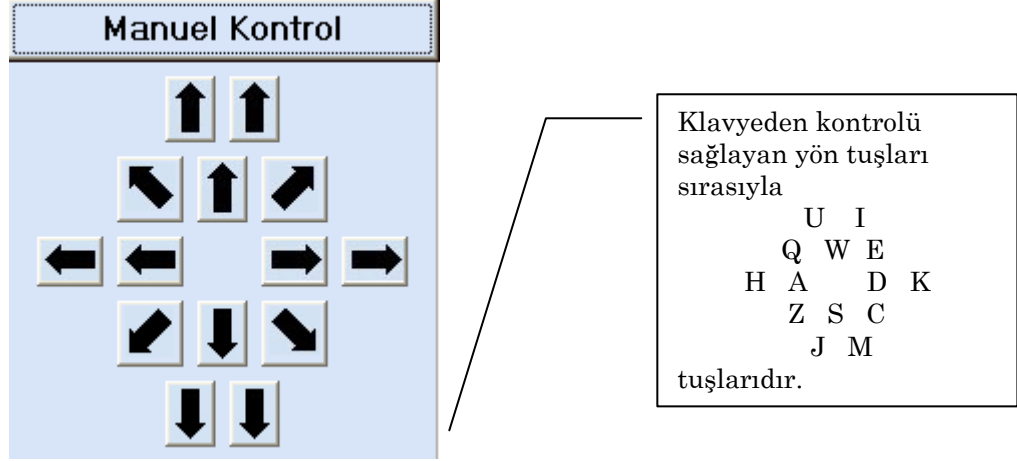 Manuel Kontrol
Klavyeden kontrolü
sağlayan yön tuşları
sırasıyla
U I
Q W E
H A D K
Z S C
J M
tuşlarıdır.